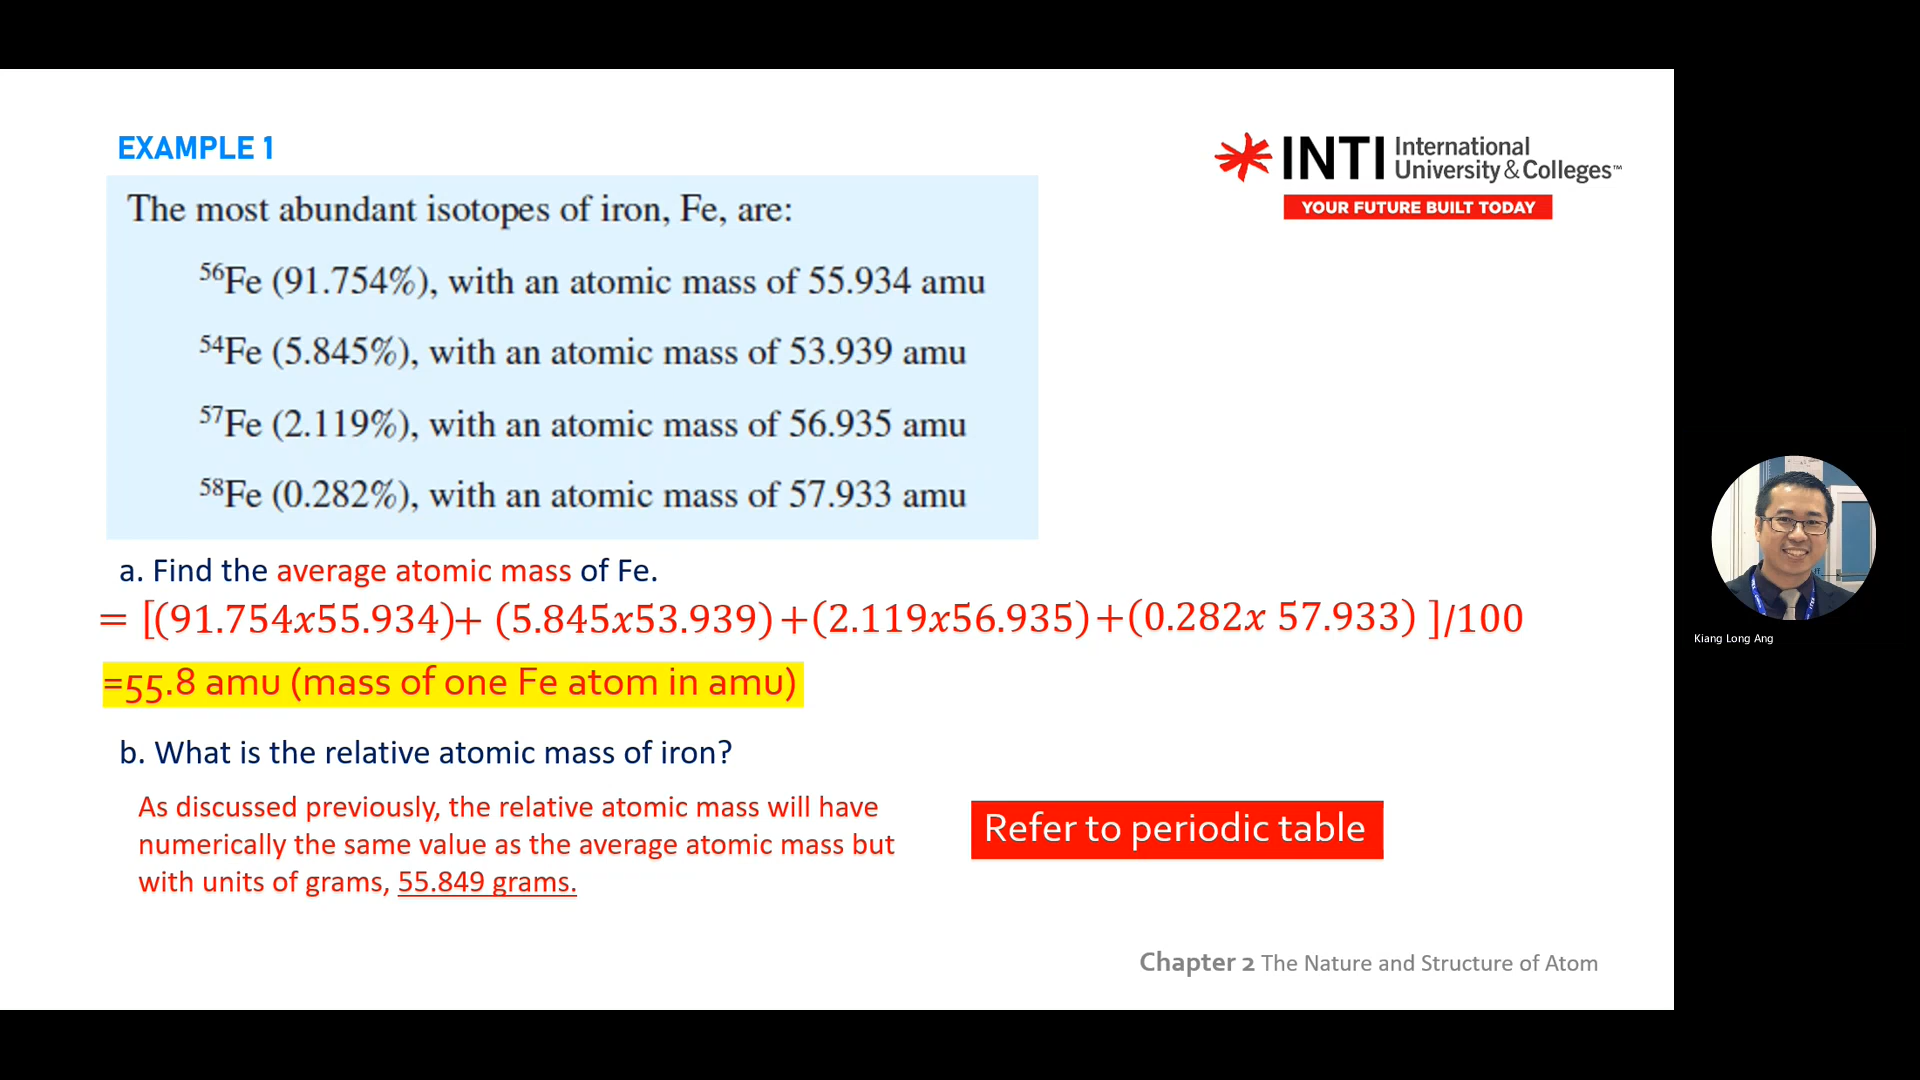 EXAMPLE 1
INTI International University & Colleges™
YOUR FUTURE BUILT TODAY
The most abundant isotopes of iron, Fe, are:
⁵⁶Fe (91.754%), with an atomic mass of 55.934 amu
⁵⁴Fe (5.845%), with an atomic mass of 53.939 amu
⁵⁷Fe (2.119%), with an atomic mass of 56.935 amu
⁵⁸Fe (0.282%), with an atomic mass of 57.933 amu
a. Find the average atomic mass of Fe.
= [(91.754x55.934)+ (5.845x53.939)+(2.119x56.935)+(0.282x 57.933) ]/100
=55.8 amu (mass of one Fe atom in amu)
b. What is the relative atomic mass of iron?
As discussed previously, the relative atomic mass will have
numerically the same value as the average atomic mass but
with units of grams, 55.849 grams.
Refer to periodic table
Chapter 2 The Nature and Structure of Atom
Kiang Long Ang